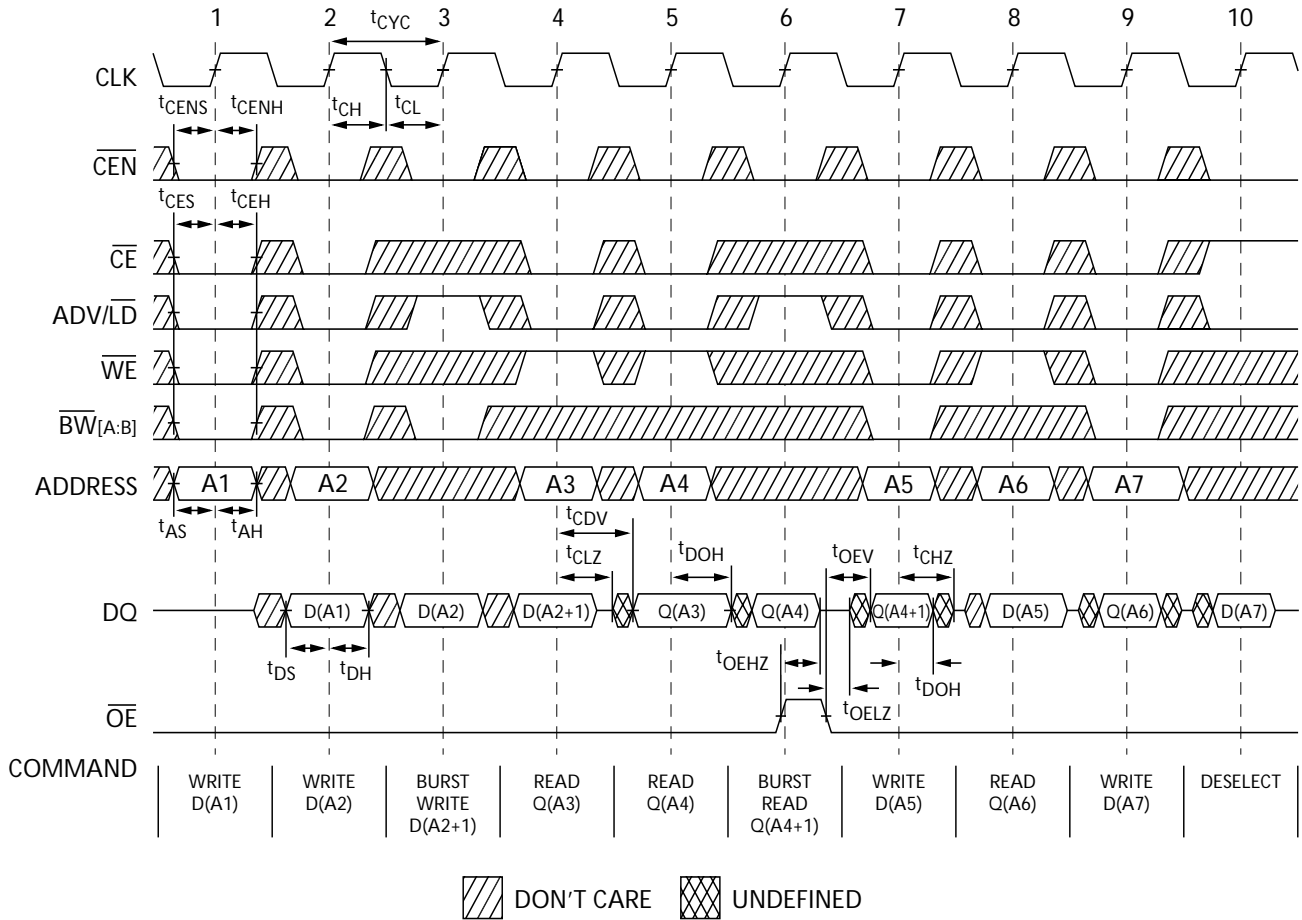 1 2 3 4 5 6 7 8 9 10
tCYC
CLK
tCENS tCENH tCH tCL
CEN
tCES tCEH
CE
ADV/LD
WE
BW[A:B]
ADDRESS A1 A2 A3 A4 A5 A6 A7
tAS tAH tCDV
tCLZ tDOH tOEV tCHZ
DQ D(A1) D(A2) D(A2+1) Q(A3) Q(A4) Q(A4+1) D(A5) Q(A6) D(A7)
tDS tDH tOEHZ tDOH
tOELZ
OE
COMMAND
WRITE D(A1)
WRITE D(A2)
BURST WRITE D(A2+1)
READ Q(A3)
READ Q(A4)
BURST READ Q(A4+1)
WRITE D(A5)
READ Q(A6)
WRITE D(A7)
DESELECT
DON'T CARE UNDEFINED